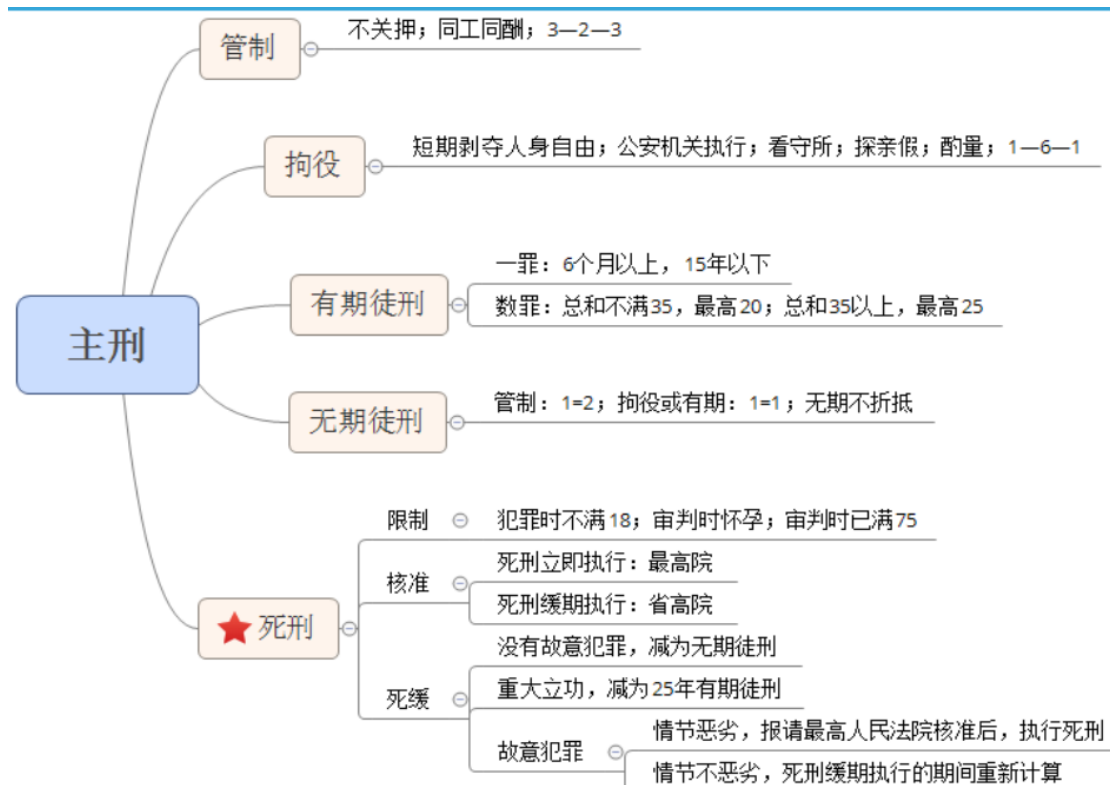 管制
不关押；同工同酬；3—2—3
拘役
短期剥夺人身自由；公安机关执行；看守所；探亲假；酌量；1—6—1
主刑
有期徒刑
一罪：6个月以上，15年以下
数罪：总和不满35，最高20；总和35以上，最高25
无期徒刑
管制：1=2；拘役或有期：1=1；无期不折抵
死刑
限制
犯罪时不满18；审判时怀孕；审判时已满75
核准
死刑立即执行：最高院
死刑缓期执行：省高院
死缓
没有故意犯罪，减为无期徒刑
重大立功，减为25年有期徒刑
故意犯罪
情节恶劣，报请最高人民法院核准后，执行死刑
情节不恶劣，死刑缓期执行的期间重新计算